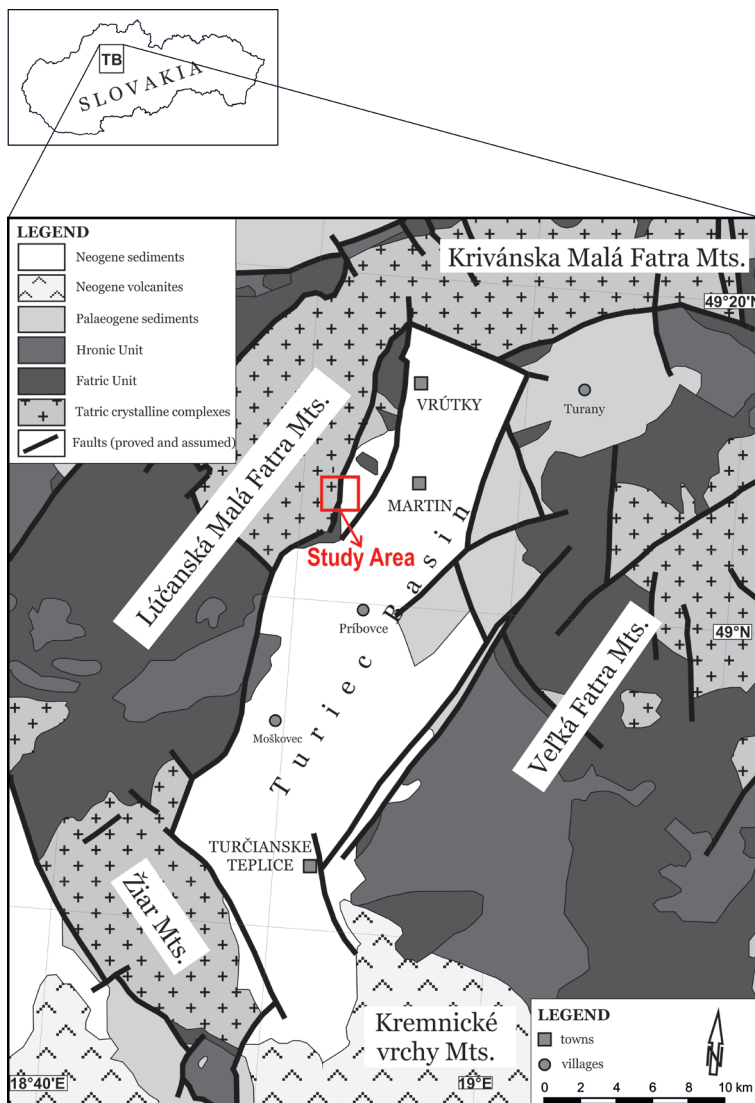 TB
SLOVAKIA
LEGEND
Neogene sediments
Neogene volcanites
Palaeogene sediments
Hronic Unit
Fatric Unit
Tatric crystalline complexes
Faults (proved and assumed)
Krivánska Malá Fatra Mts.
49°20'N
VRÚTKY
Turany
Lúčanská Malá Fatra Mts.
MARTIN
Study Area
Turiec Basin
Príbovce
49°N
Veľká Fatra Mts.
Moškovec
TURČIANSKE
TEPLICE
Žiar Mts.
Kremnické
vrchy Mts.
18°40'E
19°E
LEGEND
towns
villages
N
0 2 4 6 8 10 km